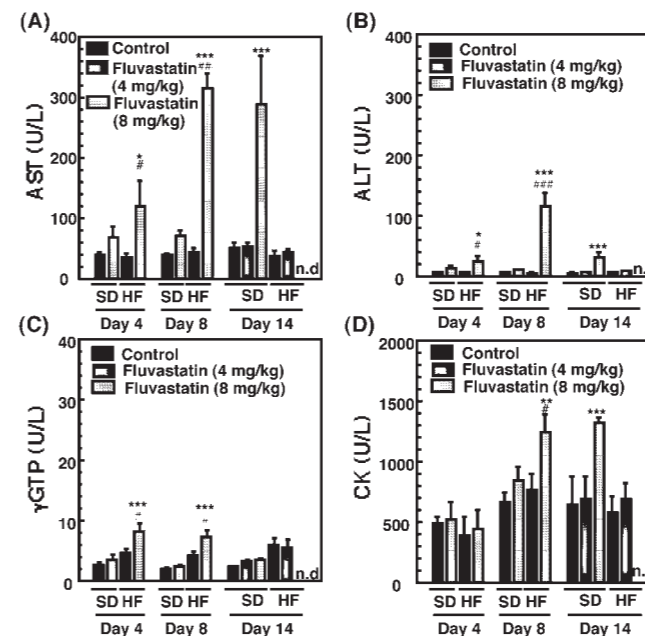 (A)
400
Control
Fluvastatin
(4 mg/kg)
Fluvastatin
(8 mg/kg)
***
##
***
*
#
300
200
100
0
AST (U/L)
n.d
SD HF SD HF SD HF
Day 4 Day 8 Day 14
(B)
400
Control
Fluvastatin (4 mg/kg)
Fluvastatin (8 mg/kg)
300
200
100
0
ALT (U/L)
***
###
*
#
***
n.d
SD HF SD HF SD HF
Day 4 Day 8 Day 14
(C)
40
Control
Fluvastatin (4 mg/kg)
Fluvastatin (8 mg/kg)
30
20
10
0
γGTP (U/L)
***
#
***
n.d
SD HF SD HF SD HF
Day 4 Day 8 Day 14
(D)
2000
Control
Fluvastatin (4 mg/kg)
Fluvastatin (8 mg/kg)
1500
1000
500
0
CK (U/L)
**
#
***
SD HF SD HF SD HF
Day 4 Day 8 Day 14